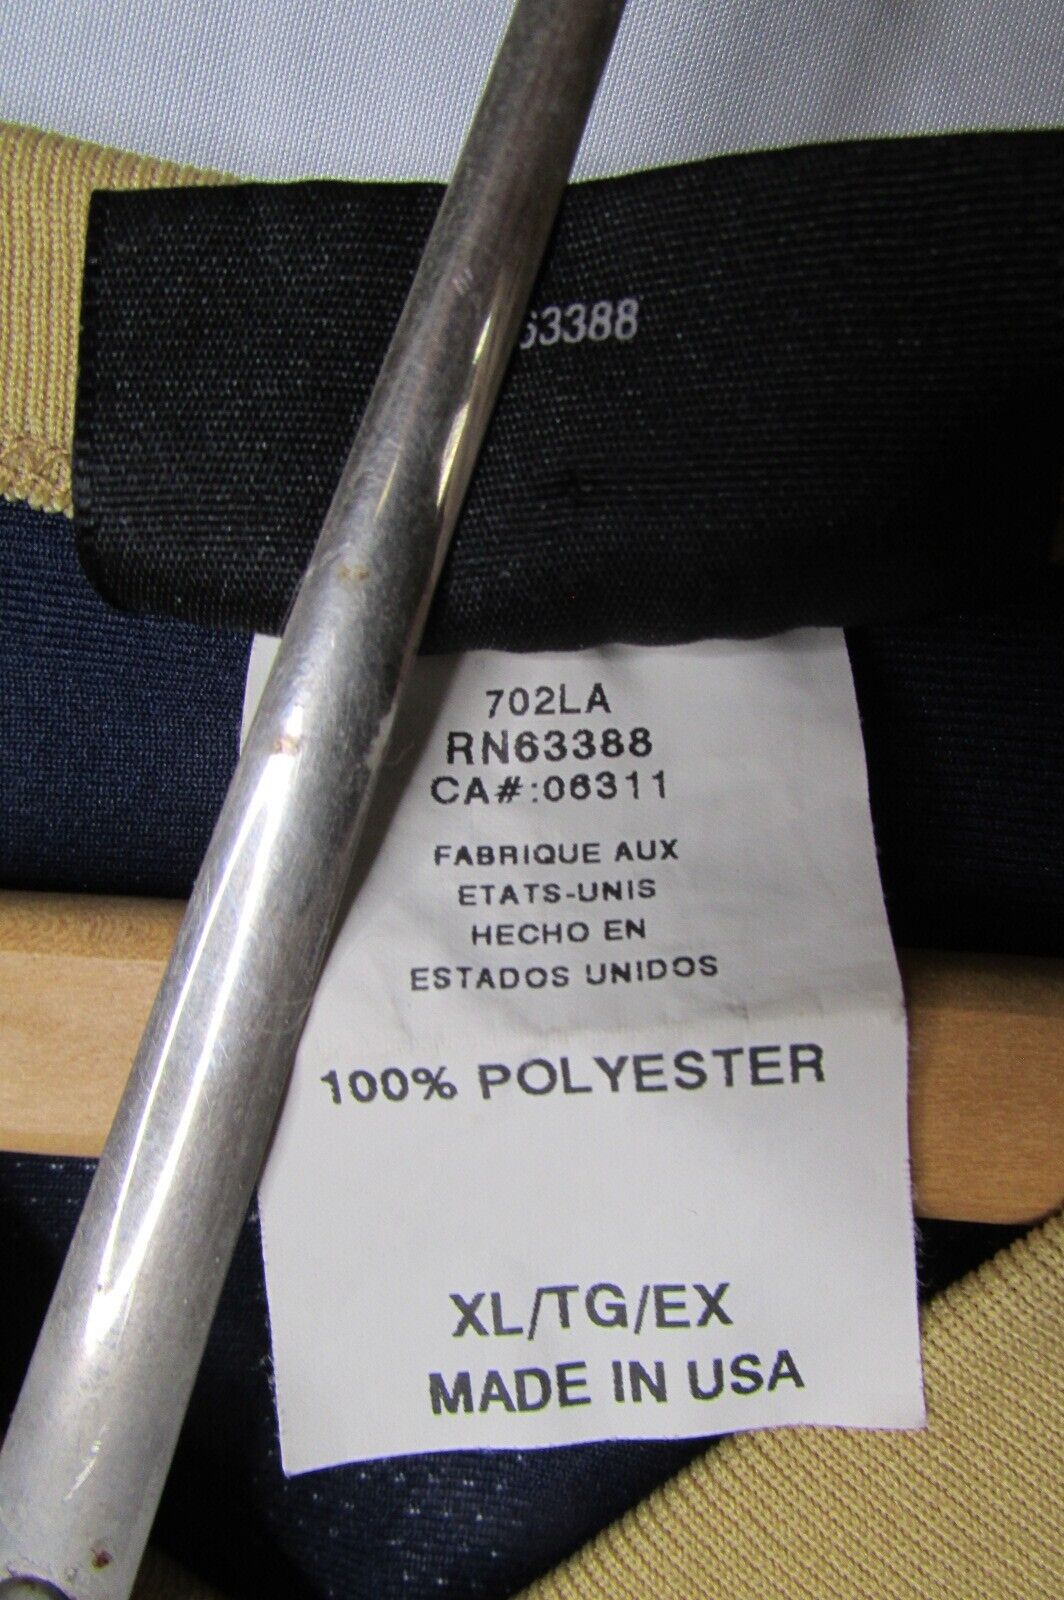 63388
702LA
RN63388
CA#:06311
FABRIQUE AUX
ETATS-UNIS
HECHO EN
ESTADOS UNIDOS
100% POLYESTER
XL/TG/EX
MADE IN USA